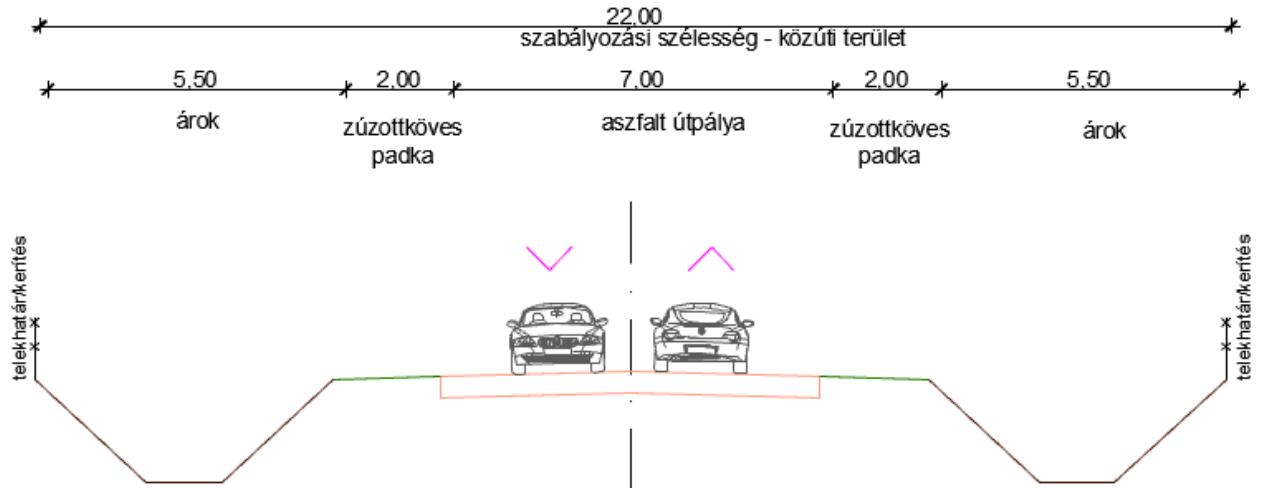 22,00
szabályozási szélesség - közúti terület
5,50
2,00
7,00
2,00
5,50
árok
zúzottköves
padka
aszfalt útpálya
zúzottköves
padka
árok
telekhatár/kerítés
telekhatár/kerítés